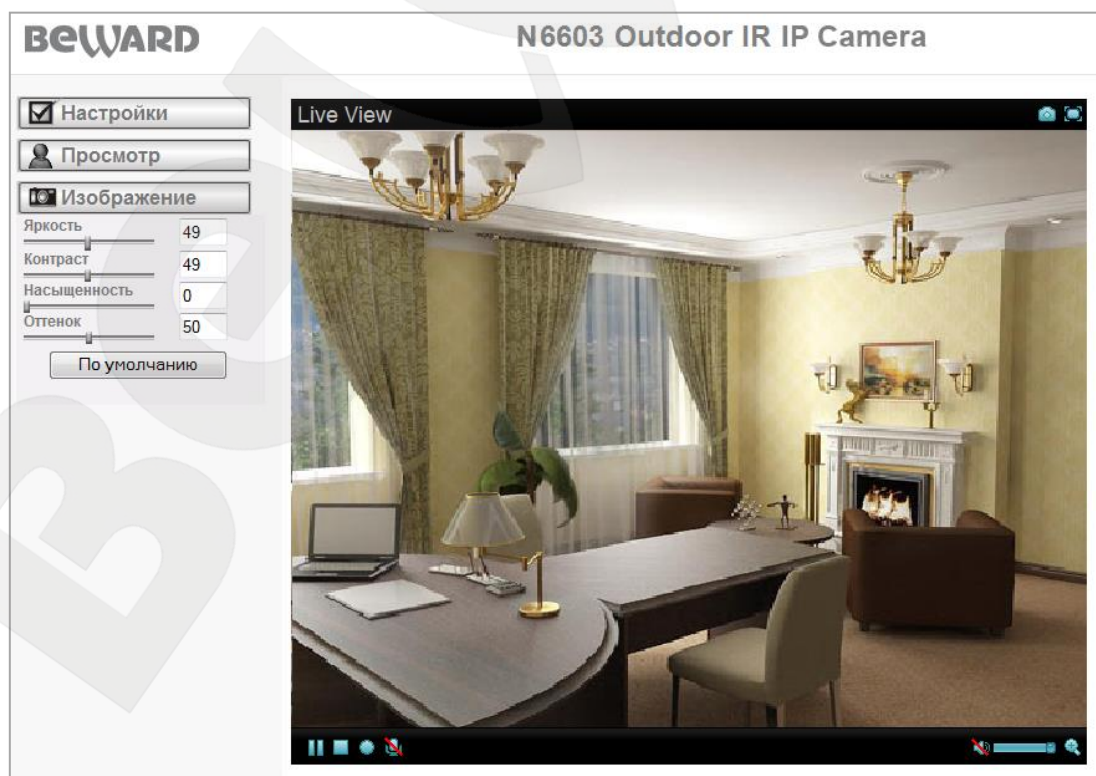 BEWARD
N6603 Outdoor IR IP Camera
Настройки
Просмотр
Изображение
Яркость 49
Контраст 49
Насыщенность 0
Оттенок 50
По умолчанию
Live View